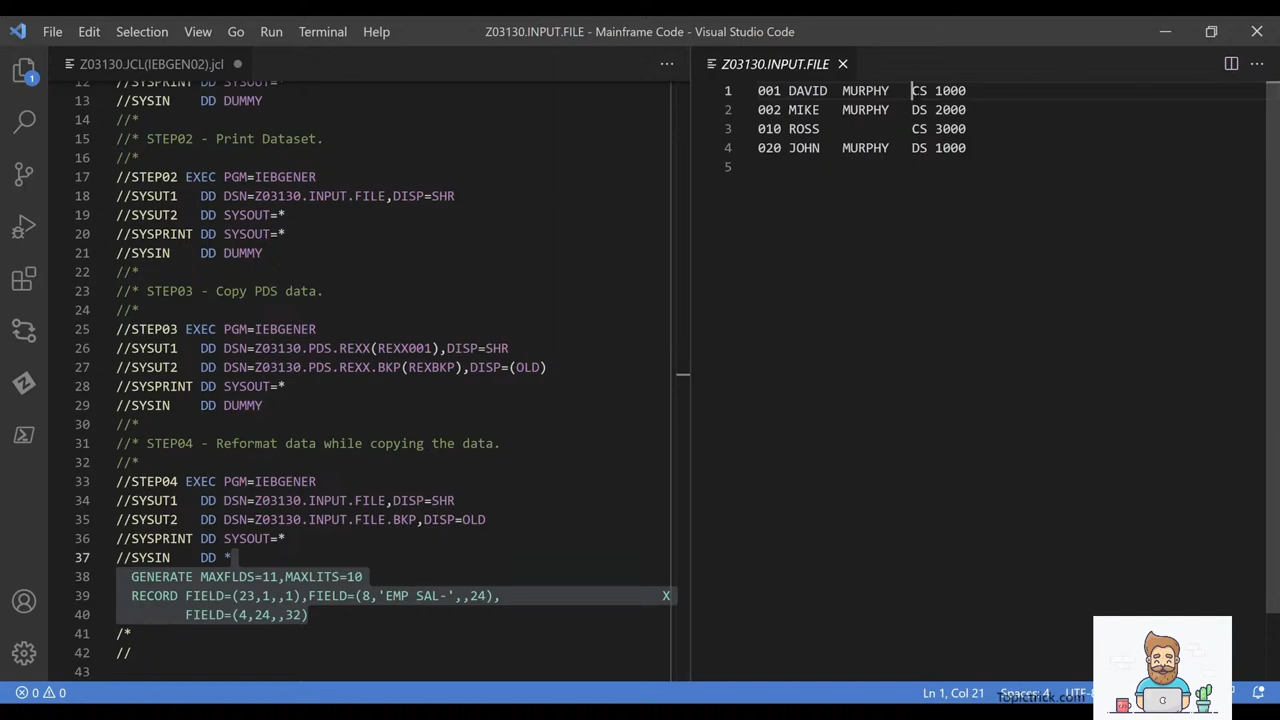 File Edit Selection View Go Run Terminal Help
Z03130.INPUT.FILE - Mainframe Code - Visual Studio Code
Z03130.JCL(IEBGEN02).jcl
12 //SYSPRINT DD SYSOUT=*
13 //SYSIN    DD DUMMY
14 //*
15 //* STEP02 - Print Dataset.
16 //*
17 //STEP02 EXEC PGM=IEBGENER
18 //SYSUT1   DD DSN=Z03130.INPUT.FILE,DISP=SHR
19 //SYSUT2   DD SYSOUT=*
20 //SYSPRINT DD SYSOUT=*
21 //SYSIN    DD DUMMY
22 //*
23 //* STEP03 - Copy PDS data.
24 //*
25 //STEP03 EXEC PGM=IEBGENER
26 //SYSUT1   DD DSN=Z03130.PDS.REXX(REXX001),DISP=SHR
27 //SYSUT2   DD DSN=Z03130.PDS.REXX.BKP(REXBKP),DISP=(OLD)
28 //SYSPRINT DD SYSOUT=*
29 //SYSIN    DD DUMMY
30 //*
31 //* STEP04 - Reformat data while copying the data.
32 //*
33 //STEP04 EXEC PGM=IEBGENER
34 //SYSUT1   DD DSN=Z03130.INPUT.FILE,DISP=SHR
35 //SYSUT2   DD DSN=Z03130.INPUT.FILE.BKP,DISP=OLD
36 //SYSPRINT DD SYSOUT=*
37 //SYSIN    DD *
38   GENERATE MAXFLDS=11,MAXLITS=10
39   RECORD FIELD=(23,1,,1),FIELD=(8,'EMP SAL-',,24),                     X
40          FIELD=(4,24,,32)
41 /*
42 //
43
Z03130.INPUT.FILE
1 001 DAVID  MURPHY   CS 1000
2 002 MIKE   MURPHY   DS 2000
3 010 ROSS            CS 3000
4 020 JOHN   MURPHY   DS 1000
5
1
0 0
Ln 1, Col 21 Spaces: 4
Topictrick.com